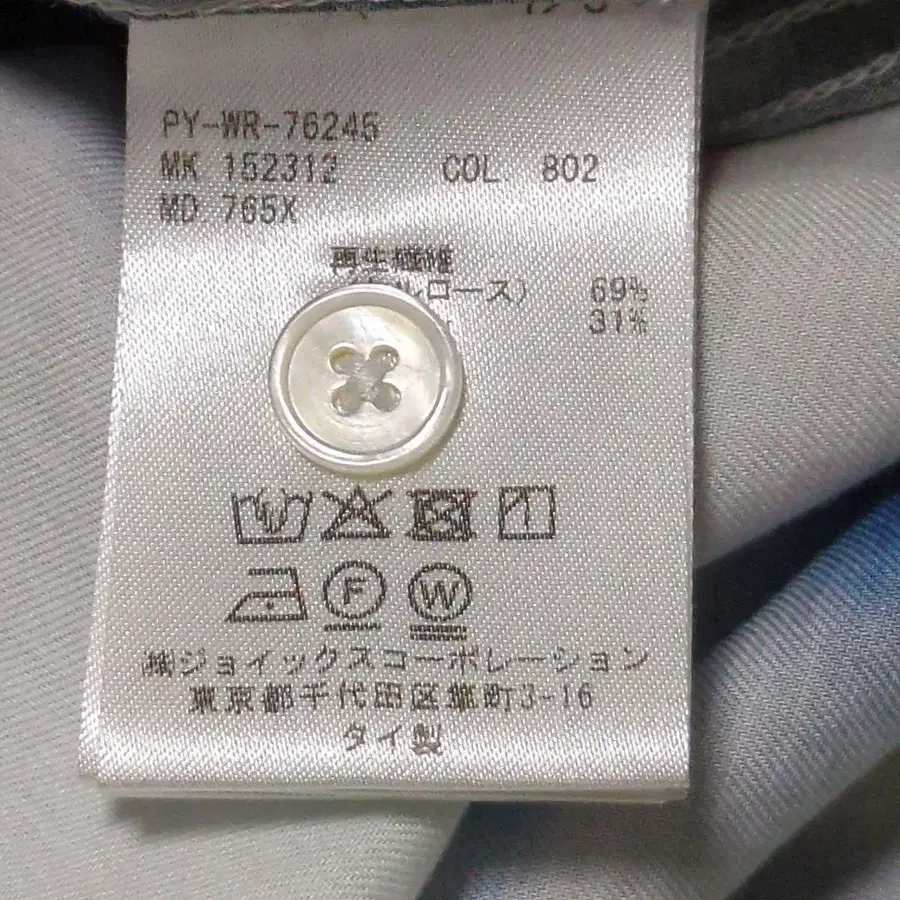 PY-WR-76245
MK 152312 COL. 802
MD 765X
再生繊維
ルロース) 69%
31%
F
W
㈱ジョイックスコーポレーション
東京都千代田区麹町3-16
タイ製